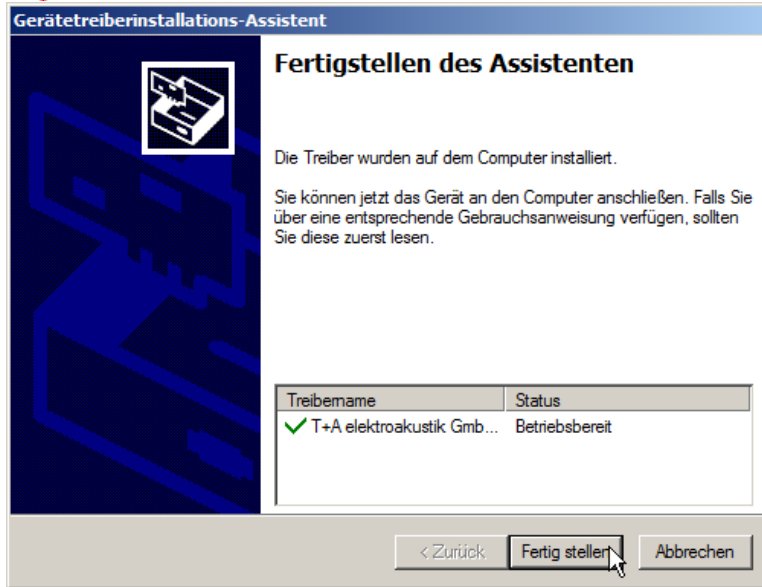 Gerätetreiberinstallations-Assistent
Fertigstellen des Assistenten
Die Treiber wurden auf dem Computer installiert.
Sie können jetzt das Gerät an den Computer anschließen. Falls Sie
über eine entsprechende Gebrauchsanweisung verfügen, sollten
Sie diese zuerst lesen.
Treibername Status
T+A elektroakustik Gmb... Betriebsbereit
< Zurück Fertig stellen Abbrechen